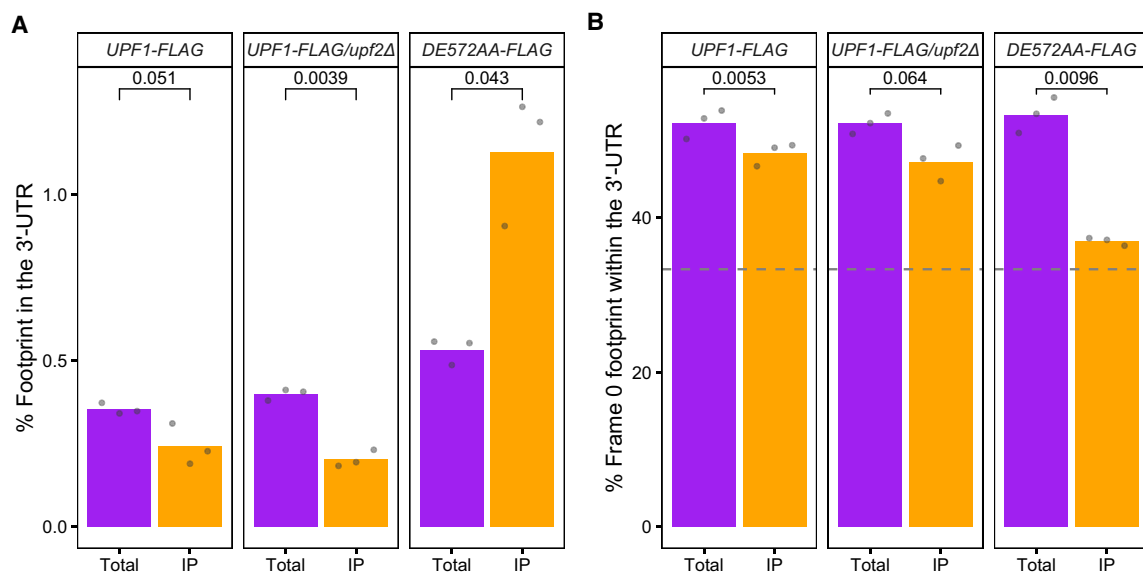 A
UPF1-FLAG
UPF1-FLAG/upf2Δ
DE572AA-FLAG
0.051
0.0039
0.043
% Footprint in the 3'-UTR
1.0
0.5
0.0
Total
IP
Total
IP
Total
IP
B
UPF1-FLAG
UPF1-FLAG/upf2Δ
DE572AA-FLAG
0.0053
0.064
0.0096
% Frame 0 footprint within the 3'-UTR
40
20
0
Total
IP
Total
IP
Total
IP